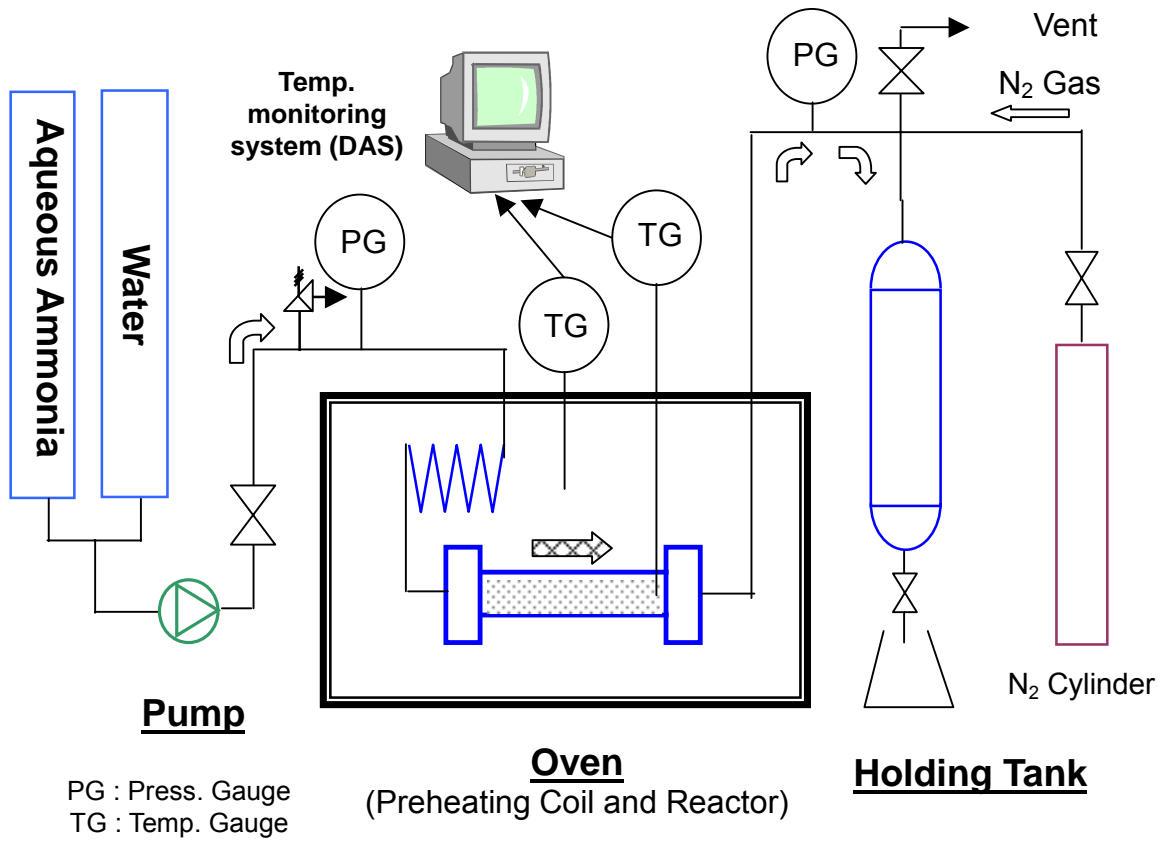 Aqueous Ammonia
Water
Temp.
monitoring
system (DAS)
PG
TG
TG
PG
Vent
N₂ Gas
N₂ Cylinder
Pump
Oven
(Preheating Coil and Reactor)
Holding Tank
PG : Press. Gauge
TG : Temp. Gauge